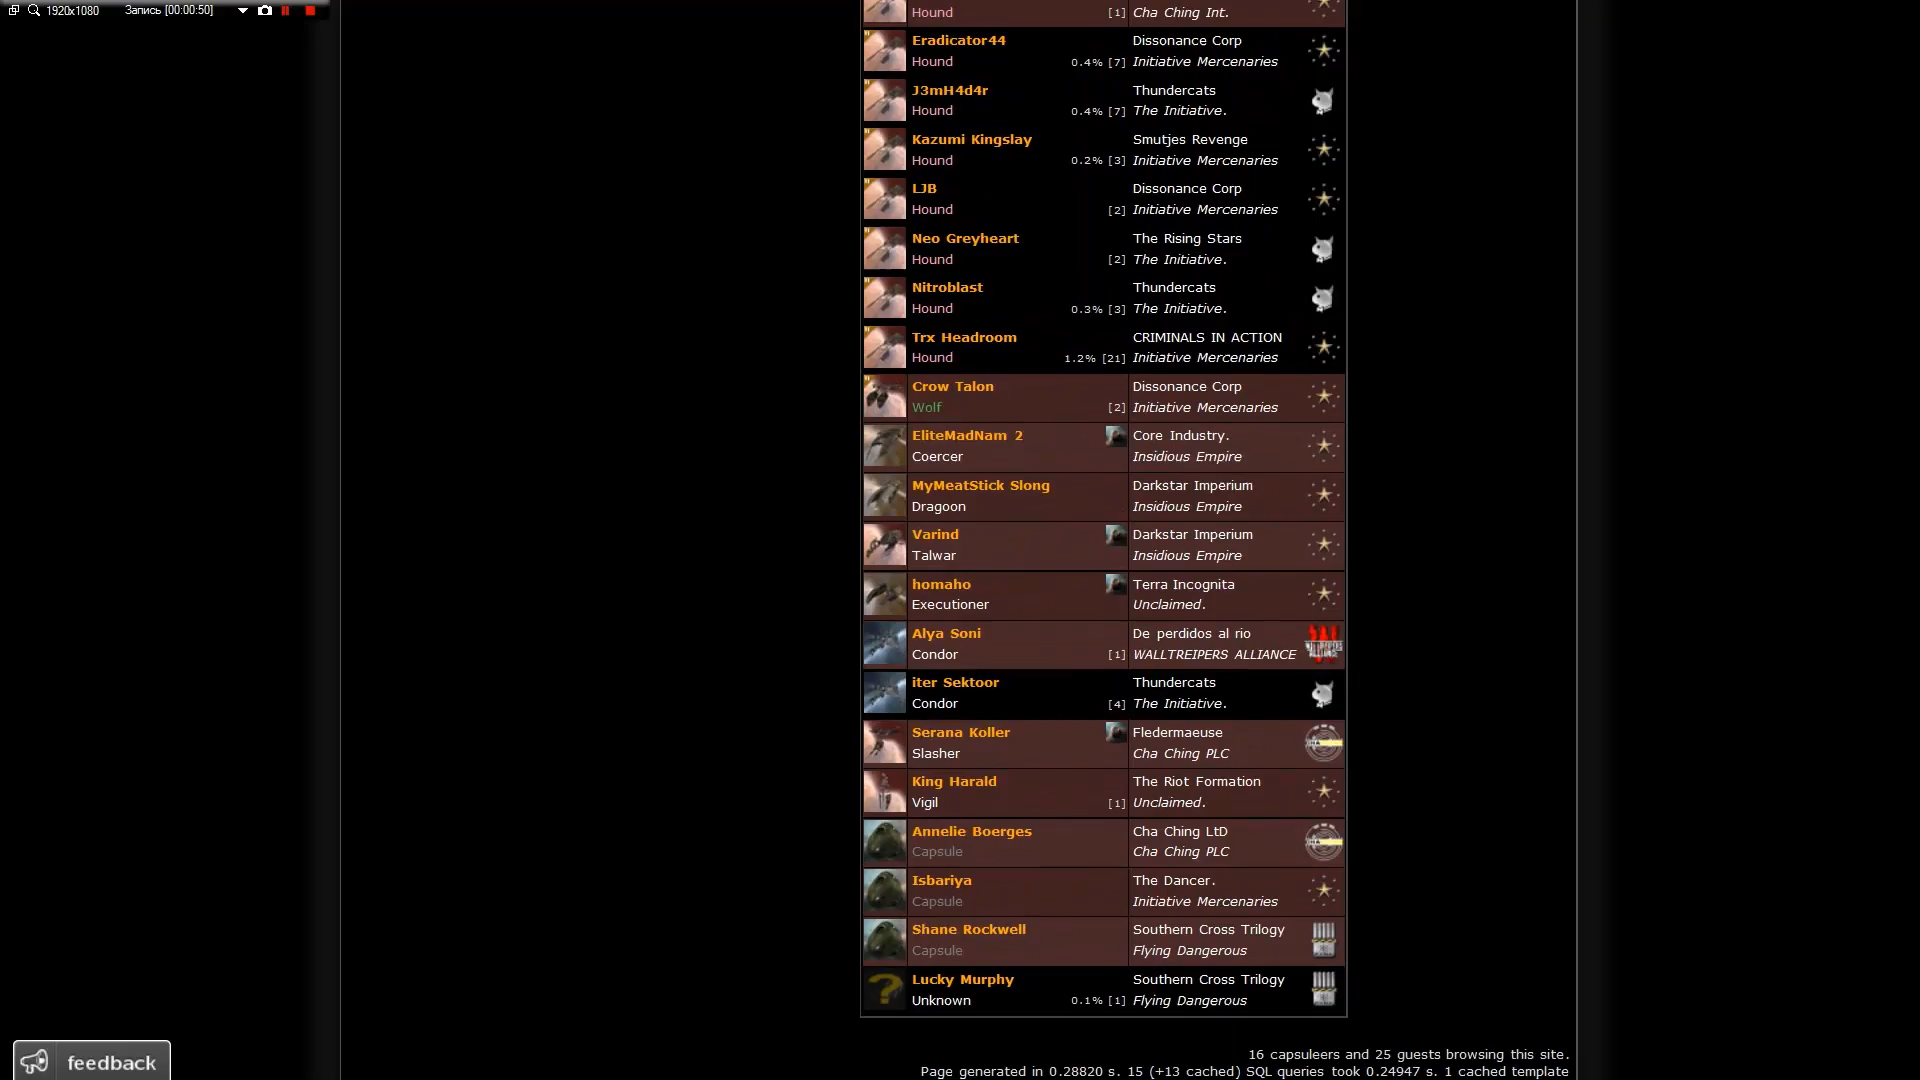 1920x1080 Запись [00:00:50]
Hound [1] Cha Ching Int.
Eradicator44 Dissonance Corp
Hound 0.4% [7] Initiative Mercenaries
J3mH4d4r Thundercats
Hound 0.4% [7] The Initiative.
Kazumi Kingslay Smutjes Revenge
Hound 0.2% [3] Initiative Mercenaries
LJB Dissonance Corp
Hound [2] Initiative Mercenaries
Neo Greyheart The Rising Stars
Hound [2] The Initiative.
Nitroblast Thundercats
Hound 0.3% [3] The Initiative.
Trx Headroom CRIMINALS IN ACTION
Hound 1.2% [21] Initiative Mercenaries
Crow Talon Dissonance Corp
Wolf [2] Initiative Mercenaries
EliteMadNam 2 Core Industry.
Coercer Insidious Empire
MyMeatStick Slong Darkstar Imperium
Dragoon Insidious Empire
Varind Darkstar Imperium
Talwar Insidious Empire
homaho Terra Incognita
Executioner Unclaimed.
Alya Soni De perdidos al rio
Condor [1] WALLTREIPERS ALLIANCE
iter Sektoor Thundercats
Condor [4] The Initiative.
Serana Koller Fledermaeuse
Slasher Cha Ching PLC
King Harald The Riot Formation
Vigil [1] Unclaimed.
Annelie Boerges Cha Ching LtD
Capsule Cha Ching PLC
Isbariya The Dancer.
Capsule Initiative Mercenaries
Shane Rockwell Southern Cross Trilogy
Capsule Flying Dangerous
Lucky Murphy Southern Cross Trilogy
Unknown 0.1% [1] Flying Dangerous
feedback
16 capsuleers and 25 guests browsing this site.
Page generated in 0.28820 s. 15 (+13 cached) SQL queries took 0.24947 s. 1 cached template